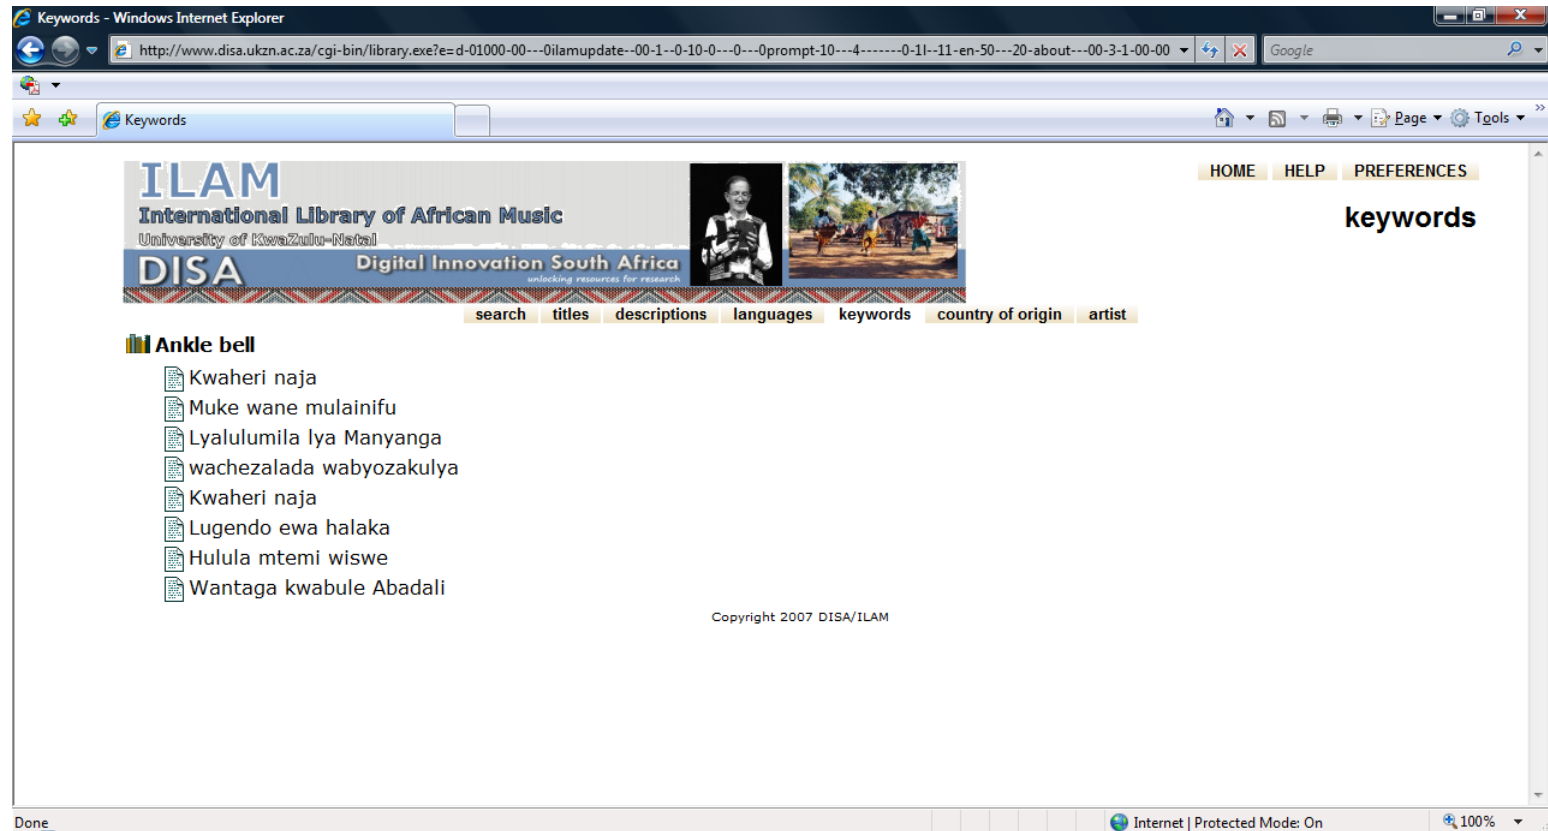 Keywords - Windows Internet Explorer
http://www.disa.ukzn.ac.za/cgi-bin/library.exe?e=d-01000-00---0ilamupdate--00-1--0-10-0---0---0prompt-10---4-------0-1l--11-en-50---20-about---00-3-1-00-00
Google
Keywords
Page
Tools
ILAM
International Library of African Music
University of KwaZulu-Natal
DISA
Digital Innovation South Africa
unlocking resources for research
HOME HELP PREFERENCES
keywords
search titles descriptions languages keywords country of origin artist
Ankle bell
Kwaheri naja
Muke wane mulainifu
Lyalulumila lya Manyanga
wachezalada wabyozakulya
Kwaheri naja
Lugendo ewa halaka
Hulula mtemi wiswe
Wantaga kwabule Abadali
Copyright 2007 DISA/ILAM
Done
Internet | Protected Mode: On
100%